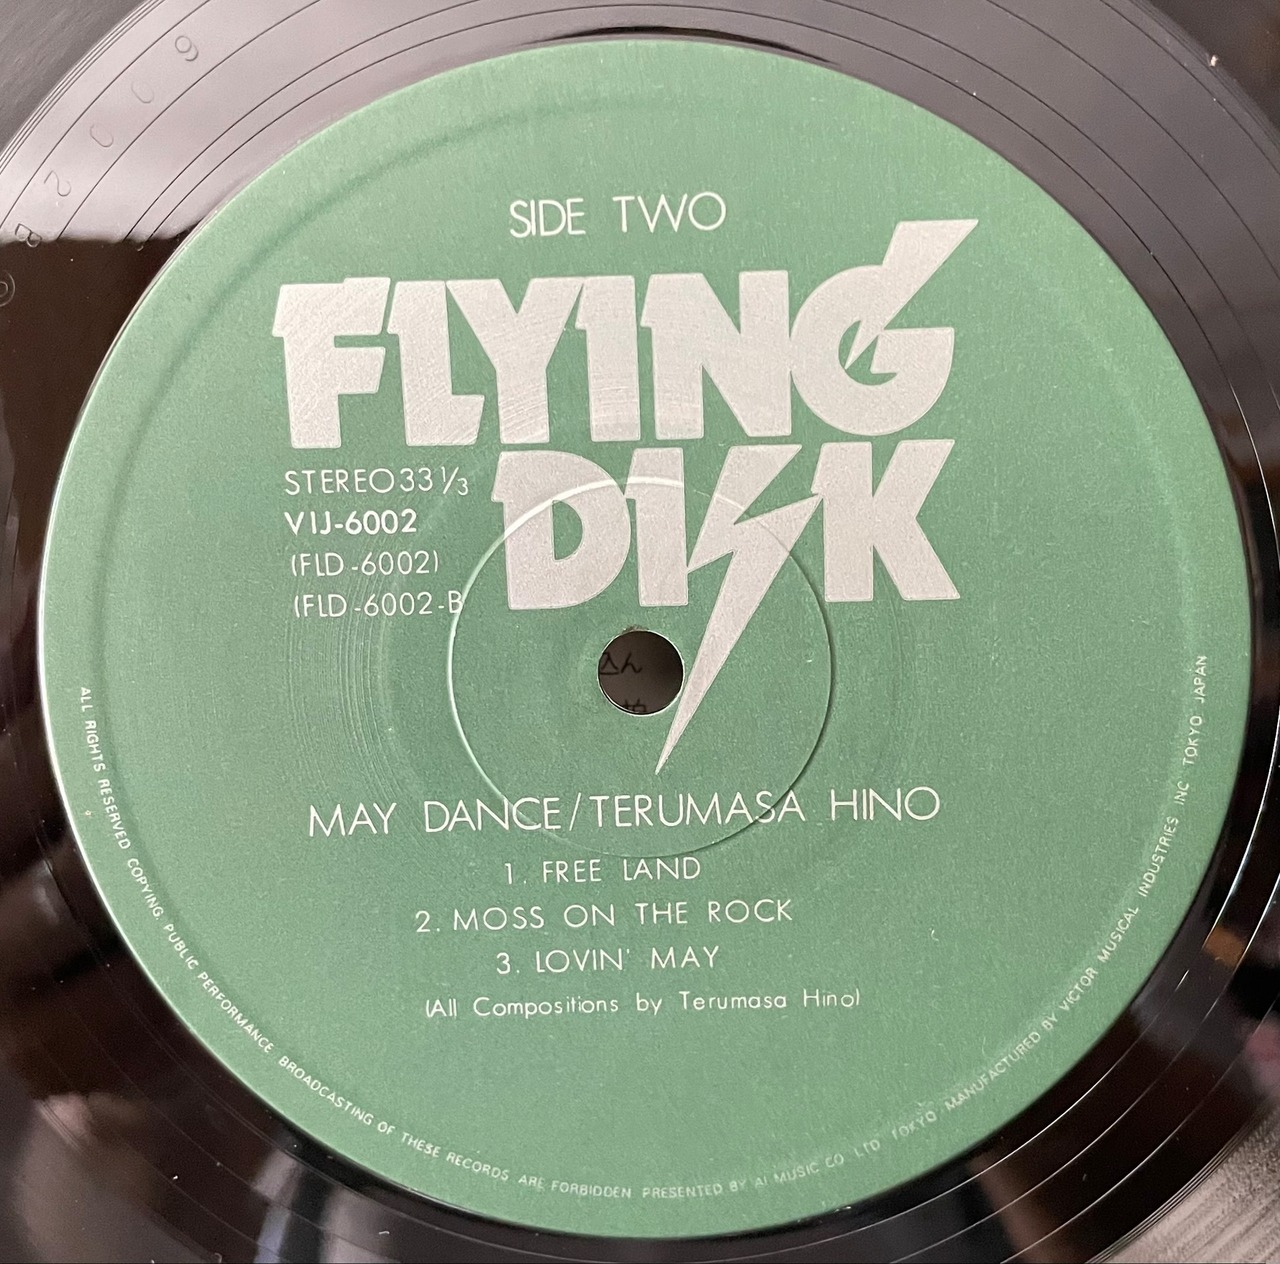 SIDE TWO
FLYING
DISK
STEREO 33 1/3
VIJ-6002
(FLD-6002)
(FLD-6002-B
MAY DANCE/TERUMASA HINO
1. FREE LAND
2. MOSS ON THE ROCK
3. LOVIN' MAY
(All Compositions by Terumasa Hino)
ALL RIGHTS RESERVED COPYING. PUBLIC PERFORMANCE BROADCASTING OF THESE RECORDS ARE FORBIDDEN PRESENTED BY AI MUSIC CO LTD TOKYO MANUFACTURED BY VICTOR MUSICAL INDUSTRIES INC TOKYO JAPAN